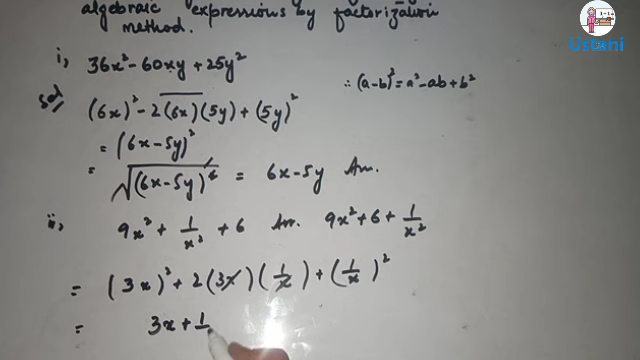 algebraic expressions by factorization
method.
Ustani
i, 36x² - 60xy + 25y²
∴ (a-b)² = a² - ab + b²
Sol (6x)² - 2(6x)(5y) + (5y)²
= (6x - 5y)²
= √(6x - 5y)² = 6x - 5y Ans.
ii, 9x² + 1/x² + 6 Arr. 9x² + 6 + 1/x²
= (3x)² + 2(3x)(1/x) + (1/x)²
= 3x + 1/